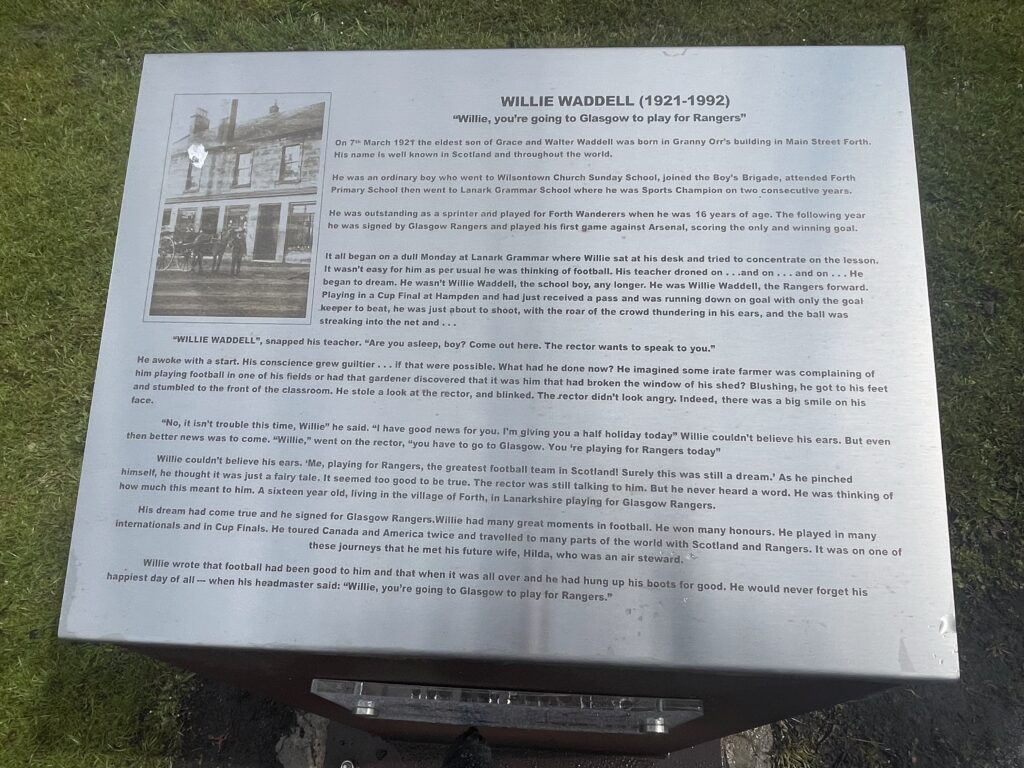 WILLIE WADDELL (1921-1992)
“Willie, you’re going to Glasgow to play for Rangers”
On 7th March 1921 the eldest son of Grace and Walter Waddell was born in Granny Orr’s building in Main Street Forth.
His name is well known in Scotland and throughout the world.
He was an ordinary boy who went to Wilsontown Church Sunday School, joined the Boy’s Brigade, attended Forth
Primary School then went to Lanark Grammar School where he was Sports Champion on two consecutive years.
He was outstanding as a sprinter and played for Forth Wanderers when he was 16 years of age. The following year
he was signed by Glasgow Rangers and played his first game against Arsenal, scoring the only and winning goal.
It all began on a dull Monday at Lanark Grammar where Willie sat at his desk and tried to concentrate on the lesson.
It wasn’t easy for him as per usual he was thinking of football. His teacher droned on . . .and on . . . and on . . . He
began to dream. He wasn’t Willie Waddell, the school boy, any longer. He was Willie Waddell, the Rangers forward.
Playing in a Cup Final at Hampden and had just received a pass and was running down on goal with only the goal
keeper to beat, he was just about to shoot, with the roar of the crowd thundering in his ears, and the ball was
streaking into the net and . . .
“WILLIE WADDELL”, snapped his teacher. “Are you asleep, boy? Come out here. The rector wants to speak to you.”
He awoke with a start. His conscience grew guiltier . . . if that were possible. What had he done now? He imagined some irate farmer was complaining of
him playing football in one of his fields or had that gardener discovered that it was him that had broken the window of his shed? Blushing, he got to his feet
and stumbled to the front of the classroom. He stole a look at the rector, and blinked. The rector didn’t look angry. Indeed, there was a big smile on his
face.
“No, it isn’t trouble this time, Willie” he said. “I have good news for you. I’m giving you a half holiday today” Willie couldn’t believe his ears. But even
then better news was to come. “Willie,” went on the rector, “you have to go to Glasgow. You ’re playing for Rangers today”
Willie couldn’t believe his ears. ‘Me, playing for Rangers, the greatest football team in Scotland! Surely this was still a dream.’ As he pinched
himself, he thought it was just a fairy tale. It seemed too good to be true. The rector was still talking to him. But he never heard a word. He was thinking of
how much this meant to him. A sixteen year old, living in the village of Forth, in Lanarkshire playing for Glasgow Rangers.
His dream had come true and he signed for Glasgow Rangers.Willie had many great moments in football. He won many honours. He played in many
internationals and in Cup Finals. He toured Canada and America twice and travelled to many parts of the world with Scotland and Rangers. It was on one of
these journeys that he met his future wife, Hilda, who was an air steward.
Willie wrote that football had been good to him and that when it was all over and he had hung up his boots for good. He would never forget his
happiest day of all --- when his headmaster said: “Willie, you’re going to Glasgow to play for Rangers.”